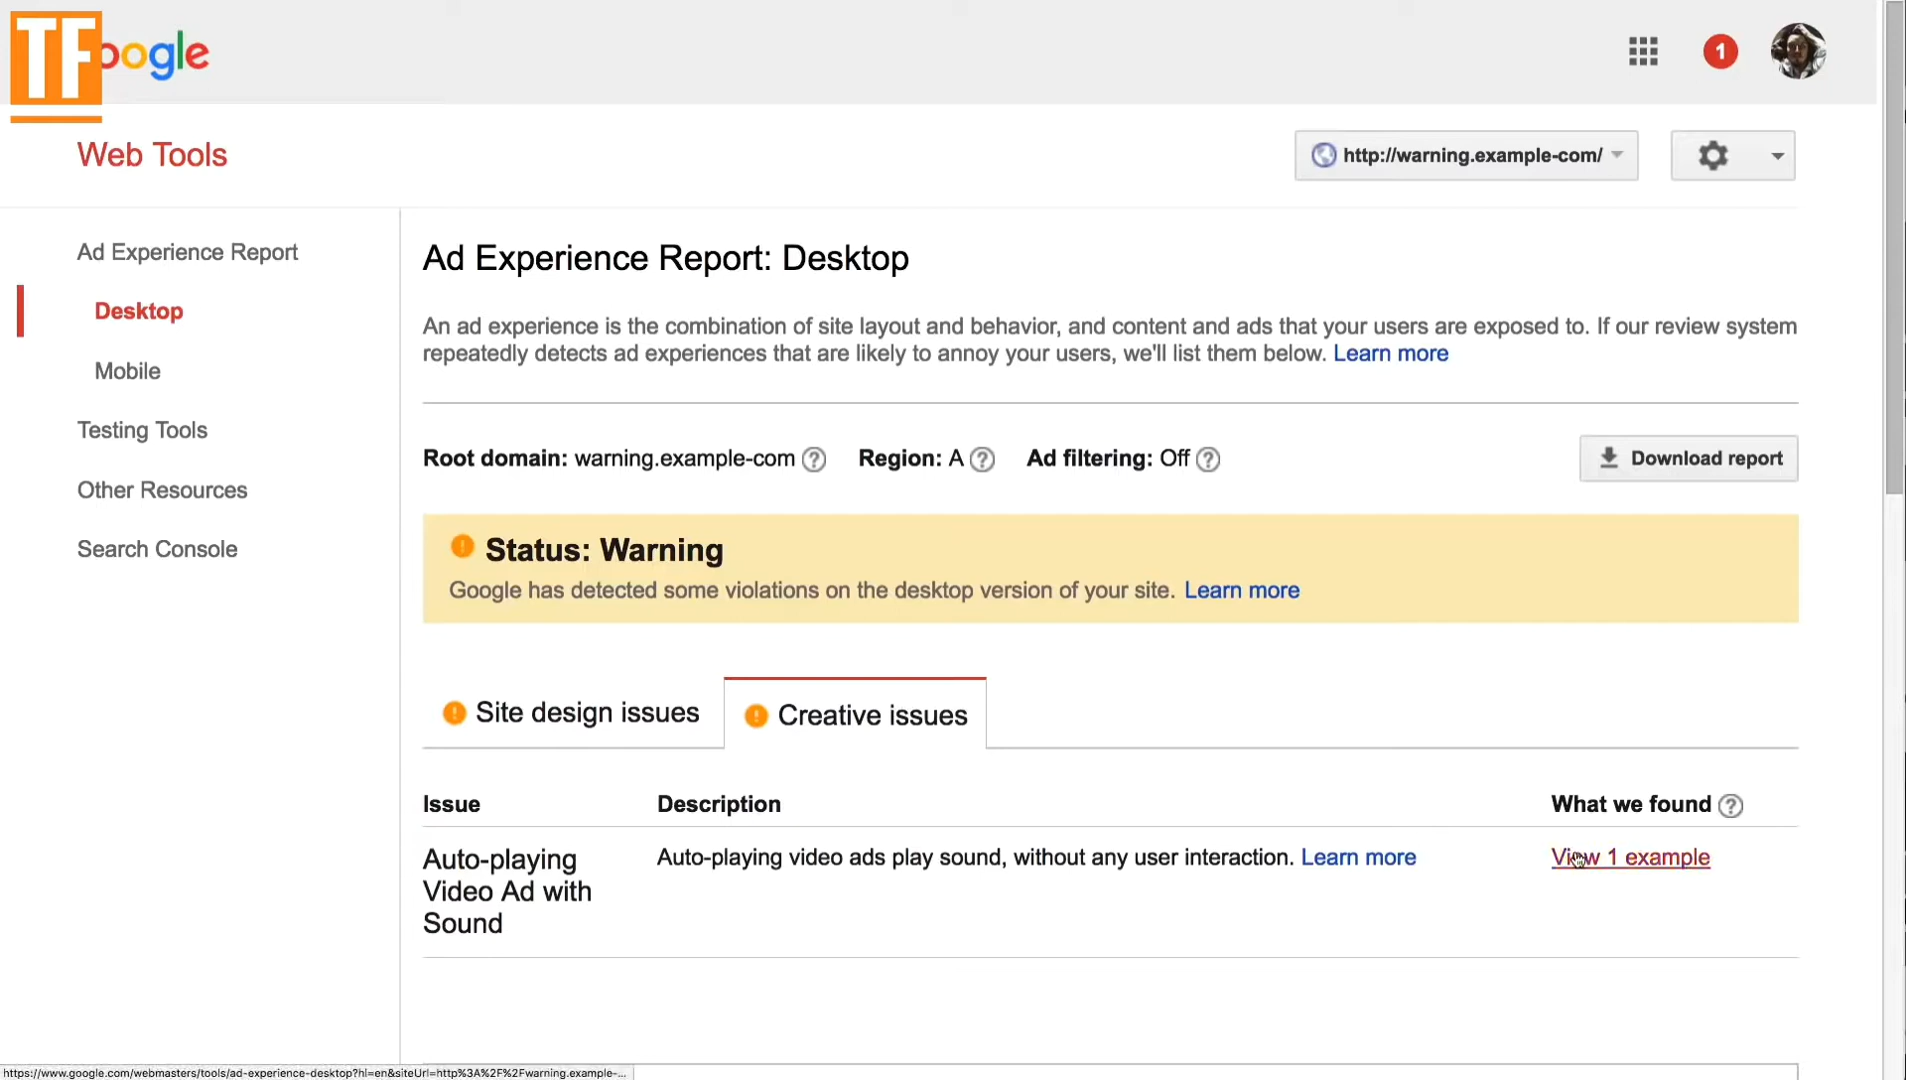 TF
oogle
1
Web Tools
http://warning.example-com/
Ad Experience Report
Desktop
Mobile
Testing Tools
Other Resources
Search Console
Ad Experience Report: Desktop
An ad experience is the combination of site layout and behavior, and content and ads that your users are exposed to. If our review system
repeatedly detects ad experiences that are likely to annoy your users, we'll list them below. Learn more
Root domain: warning.example-com ? Region: A ? Ad filtering: Off ?
Download report
! Status: Warning
Google has detected some violations on the desktop version of your site. Learn more
! Site design issues
! Creative issues
Issue Description What we found ?
Auto-playing
Video Ad with
Sound
Auto-playing video ads play sound, without any user interaction. Learn more
View 1 example
https://www.google.com/webmasters/tools/ad-experience-desktop?hl=en&siteUrl=http%3A%2F%2Fwarning.example-...